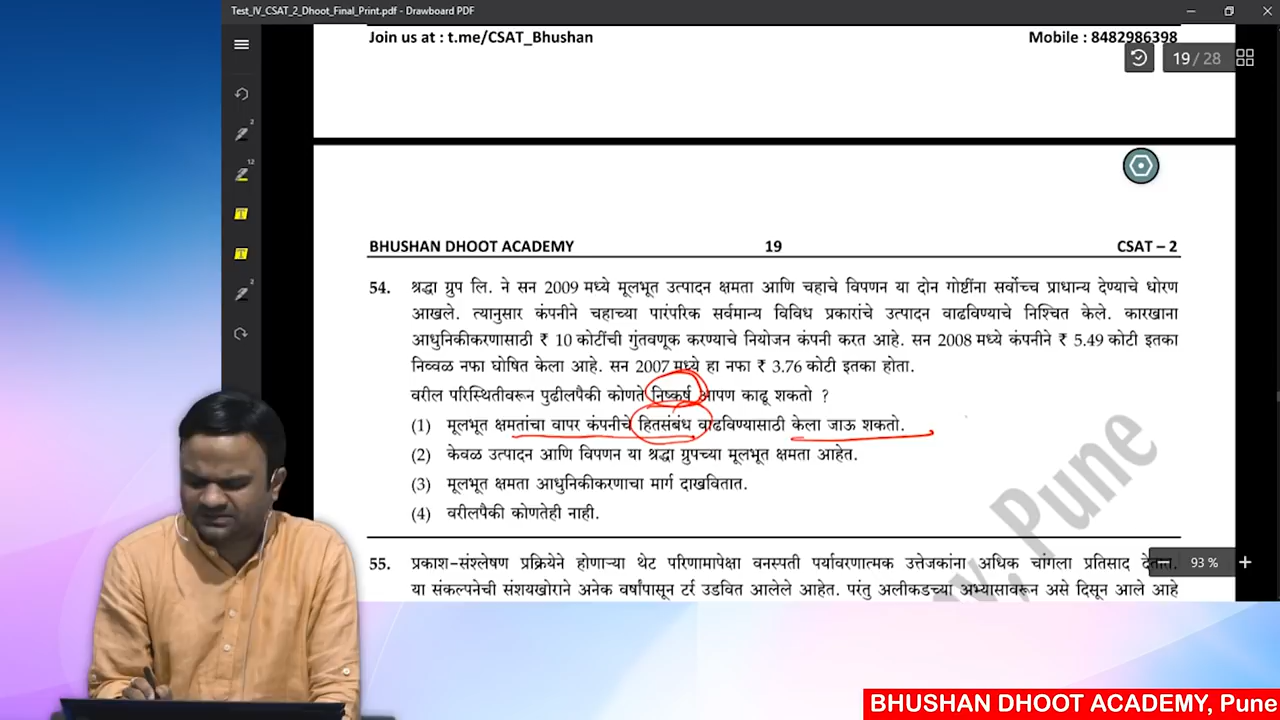 Test_IV_CSAT_2_Dhoot_Final_Print.pdf - Drawboard PDF
Join us at : t.me/CSAT_Bhushan Mobile : 8482986398
19 / 28
2
12
2
BHUSHAN DHOOT ACADEMY 19 CSAT – 2
54. श्रद्धा ग्रुप लि. ने सन 2009 मध्ये मूलभूत उत्पादन क्षमता आणि चहाचे विपणन या दोन गोष्टींना सर्वोच्च प्राधान्य देण्याचे धोरण
आखले. त्यानुसार कंपनीने चहाच्या पारंपरिक सर्वमान्य विविध प्रकारांचे उत्पादन वाढविण्याचे निश्चित केले. कारखाना
आधुनिकीकरणासाठी ₹ 10 कोटींची गुंतवणूक करण्याचे नियोजन कंपनी करत आहे. सन 2008 मध्ये कंपनीने ₹ 5.49 कोटी इतका
निव्वळ नफा घोषित केला आहे. सन 2007 मध्ये हा नफा ₹ 3.76 कोटी इतका होता.
वरील परिस्थितीवरून पुढीलपैकी कोणते निष्कर्ष आपण काढू शकतो ?
(1) मूलभूत क्षमतांचा वापर कंपनीचे हितसंबंध वाढविण्यासाठी केला जाऊ शकतो.
(2) केवळ उत्पादन आणि विपणन या श्रद्धा ग्रुपच्या मूलभूत क्षमता आहेत.
(3) मूलभूत क्षमता आधुनिकीकरणाचा मार्ग दाखवितात.
(4) वरीलपैकी कोणतेही नाही.
55. प्रकाश-संश्लेषण प्रक्रियेने होणाऱ्या थेट परिणामापेक्षा वनस्पती पर्यावरणात्मक उत्तेजकांना अधिक चांगला प्रतिसाद देतात.
93 %
या संकल्पनेची संशयखोराने अनेक वर्षांपासून टर्र उडवित आलेले आहेत. परंतु अलीकडच्या अभ्यासावरून असे दिसून आले आहे
Pune
BHUSHAN DHOOT ACADEMY, Pune